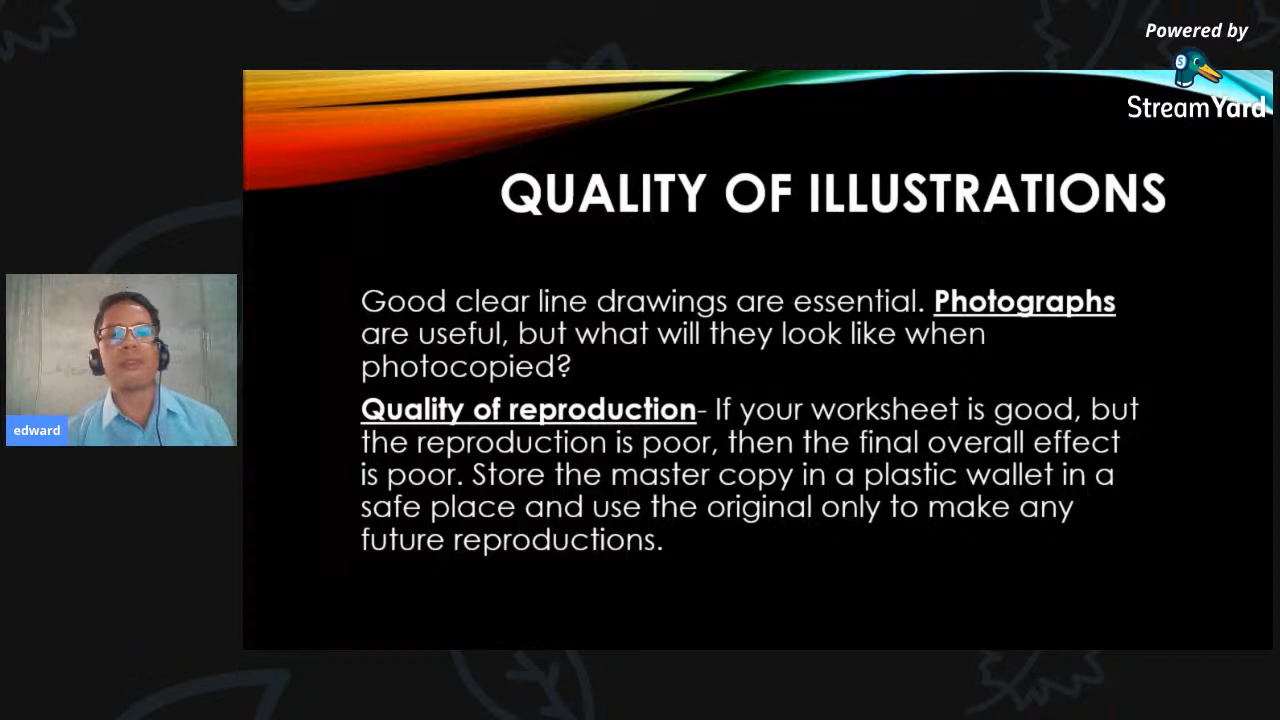 Powered by
StreamYard
QUALITY OF ILLUSTRATIONS
Good clear line drawings are essential. Photographs
are useful, but what will they look like when
photocopied?
Quality of reproduction- If your worksheet is good, but
the reproduction is poor, then the final overall effect
is poor. Store the master copy in a plastic wallet in a
safe place and use the original only to make any
future reproductions.
edward